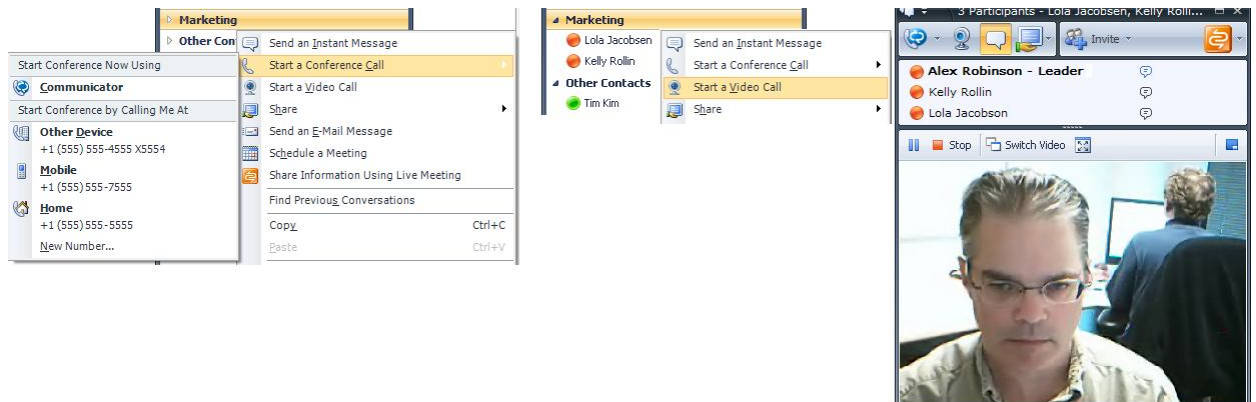 Marketing
Other Con
Send an Instant Message
Start a Conference Call
Start a Video Call
Share
Send an E-Mail Message
Schedule a Meeting
Share Information Using Live Meeting
Find Previous Conversations
Copy Ctrl+C
Paste Ctrl+V
Start Conference Now Using
Communicator
Start Conference by Calling Me At
Other Device
+1 (555) 555-4555 X5554
Mobile
+1 (555) 555-7555
Home
+1 (555) 555-5555
New Number...
Marketing
Lola Jacobsen
Kelly Rollin
Other Contacts
Tim Kim
Send an Instant Message
Start a Conference Call
Start a Video Call
Share
3 Participants - Lola Jacobsen, Kelly Rolli...
Invite
Alex Robinson - Leader
Kelly Rollin
Lola Jacobson
Stop Switch Video